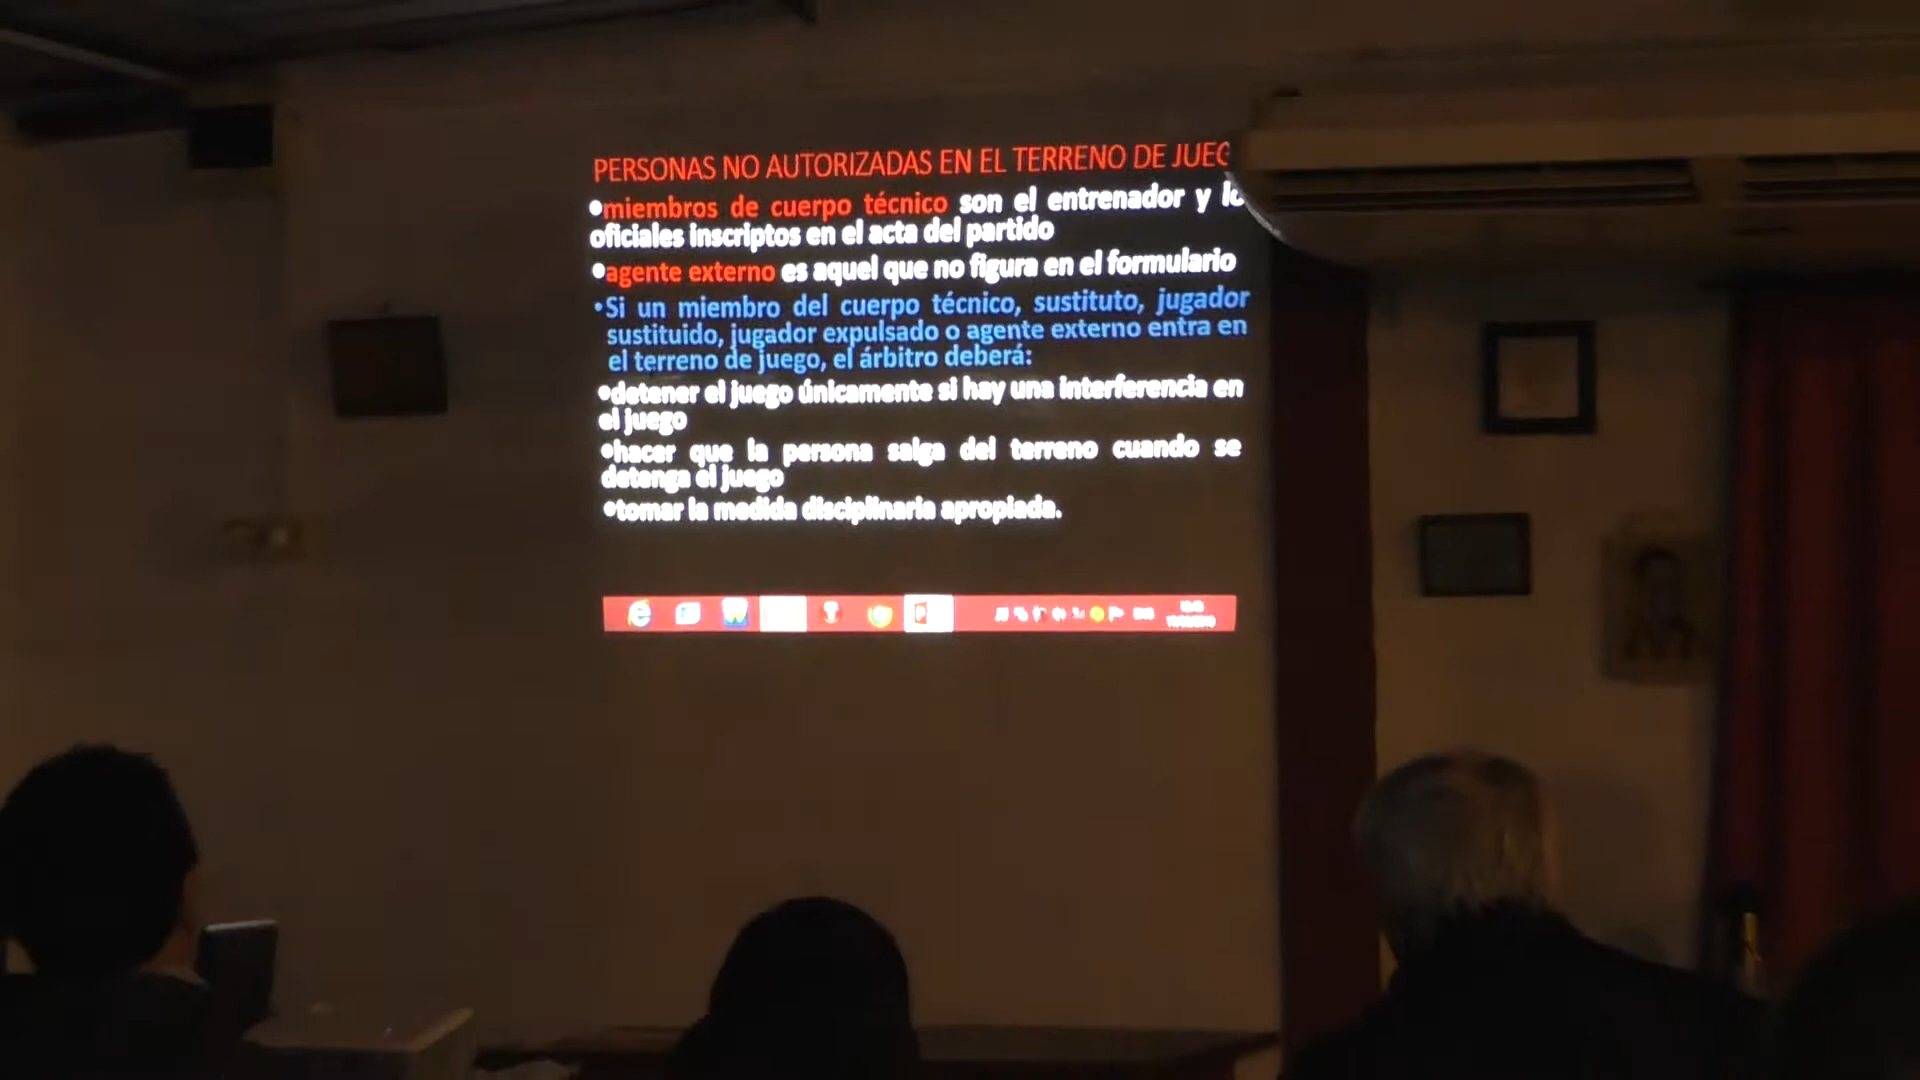 PERSONAS NO AUTORIZADAS EN EL TERRENO DE JUEG
•miembros de cuerpo técnico son el entrenador y lo
oficiales inscriptos en el acta del partido
•agente externo es aquel que no figura en el formulario
•Si un miembro del cuerpo técnico, sustituto, jugador
sustituido, jugador expulsado o agente externo entra en
el terreno de juego, el árbitro deberá:
•detener el juego únicamente si hay una interferencia en
el juego
•hacer que la persona salga del terreno cuando se
detenga el juego
•tomar la medida disciplinaria apropiada.